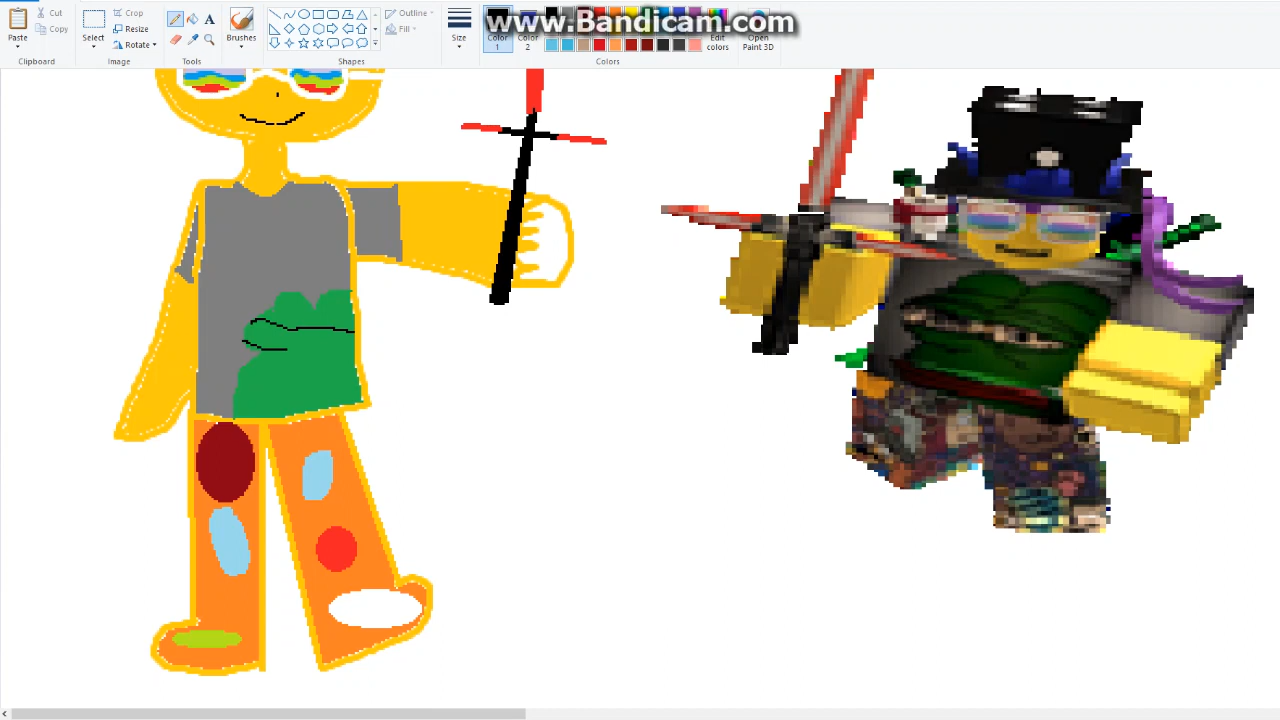 www.Bandicam.com
Cut
Copy
Paste
Clipboard
Crop
Resize
Rotate
Select
Image
Tools
Brushes
Shapes
Outline
Fill
Size
Color
1
Color
2
Edit
colors
Colors
Open
Paint 3D